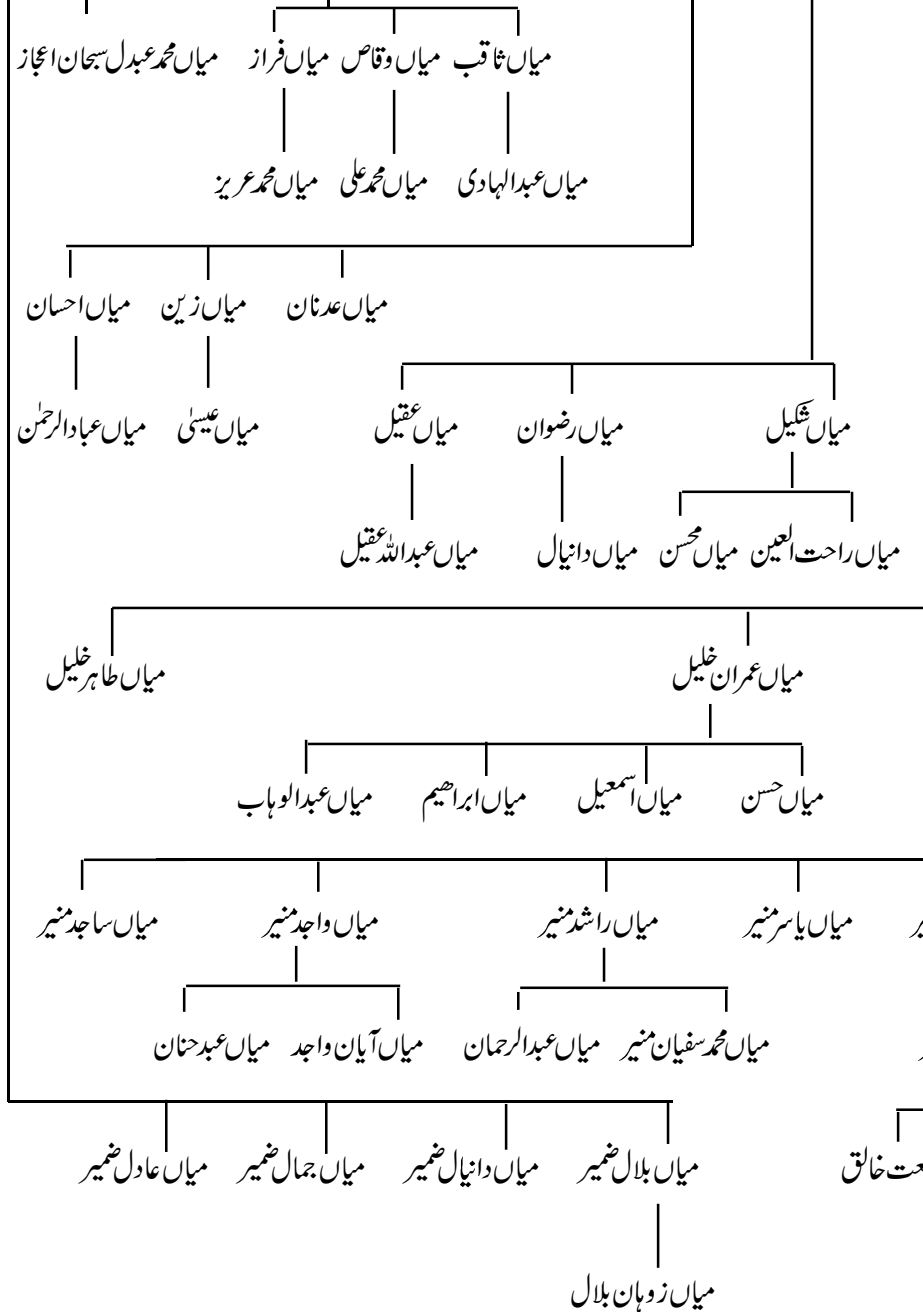 میاں ثاقب میاں وقاص میاں فراز میاں محمد عبدل سبحان اعجاز
میاں عبدالہادی میاں محمد علی میاں محمد عریز
میاں عدنان میاں زین میاں احسان
میاں شکیل میاں رضوان میاں عقیل میاں عیسیٰ میاں عبادالرحمٰن
میاں راحت العین میاں محسن میاں دانیال میاں عبداللہ عقیل
میاں عمران خلیل میاں طاہر خلیل
میاں حسن میاں اسمعیل میاں ابراھیم میاں عبدالوہاب
میاں یاسر منیر میاں راشد منیر میاں واجد منیر میاں ساجد منیر
میاں محمد سفیان منیر میاں عبدالرحمان میاں آیان واجد میاں عبدحنان
خالق میاں بلال ضمیر میاں دانیال ضمیر میاں جمال ضمیر میاں عادل ضمیر
میاں زوہان بلال